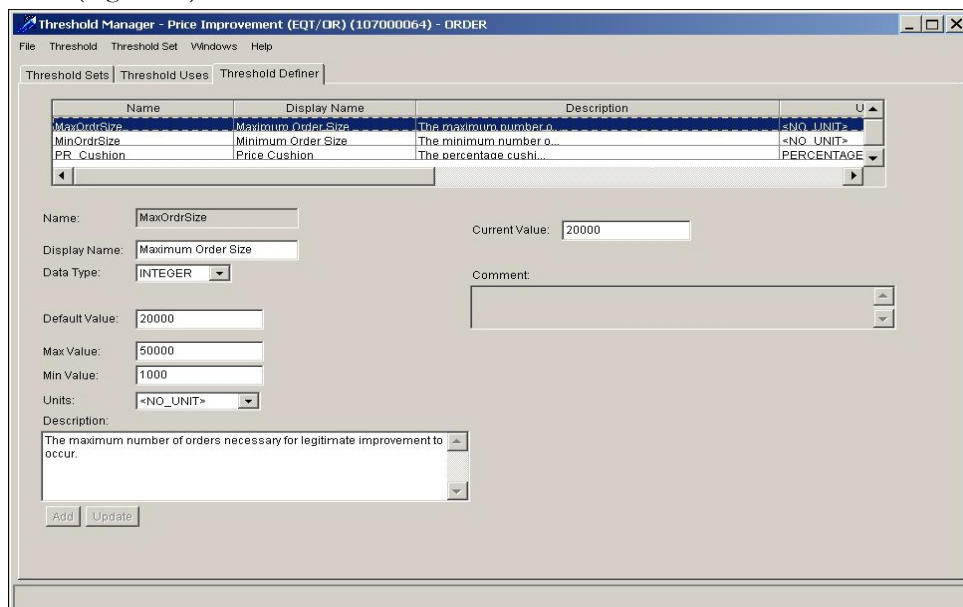 Threshold Manager - Price Improvement (EQT/OR) (107000064) - ORDER
File Threshold Threshold Set Windows Help
Threshold Sets Threshold Uses Threshold Definer
Name Display Name Description U
MaxOrdrSize Maximum Order Size The maximum number o... <NO_UNIT>
MinOrdrSize Minimum Order Size The minimum number o... <NO_UNIT>
PR_Cushion Price Cushion The percentage cushi... PERCENTAGE
Name: MaxOrdrSize
Current Value: 20000
Display Name: Maximum Order Size
Data Type: INTEGER
Comment:
Default Value: 20000
Max Value: 50000
Min Value: 1000
Units: <NO_UNIT>
Description:
The maximum number of orders necessary for legitimate improvement to
occur.
Add Update